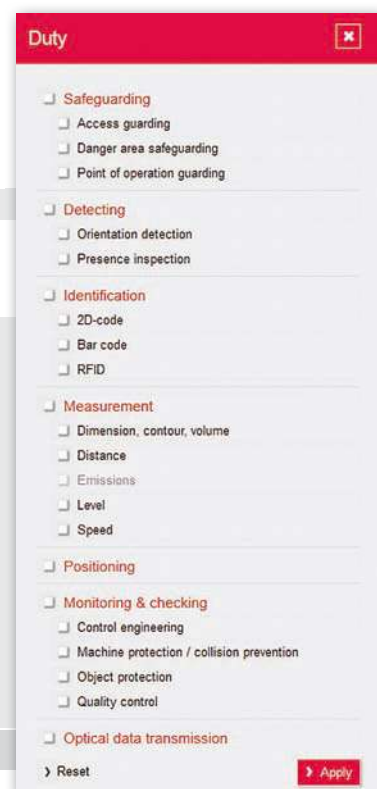 Duty
Safeguarding
Access guarding
Danger area safeguarding
Point of operation guarding
Detecting
Orientation detection
Presence inspection
Identification
2D-code
Bar code
RFID
Measurement
Dimension, contour, volume
Distance
Emissions
Level
Speed
Positioning
Monitoring & checking
Control engineering
Machine protection / collision prevention
Object protection
Quality control
Optical data transmission
Reset
Apply